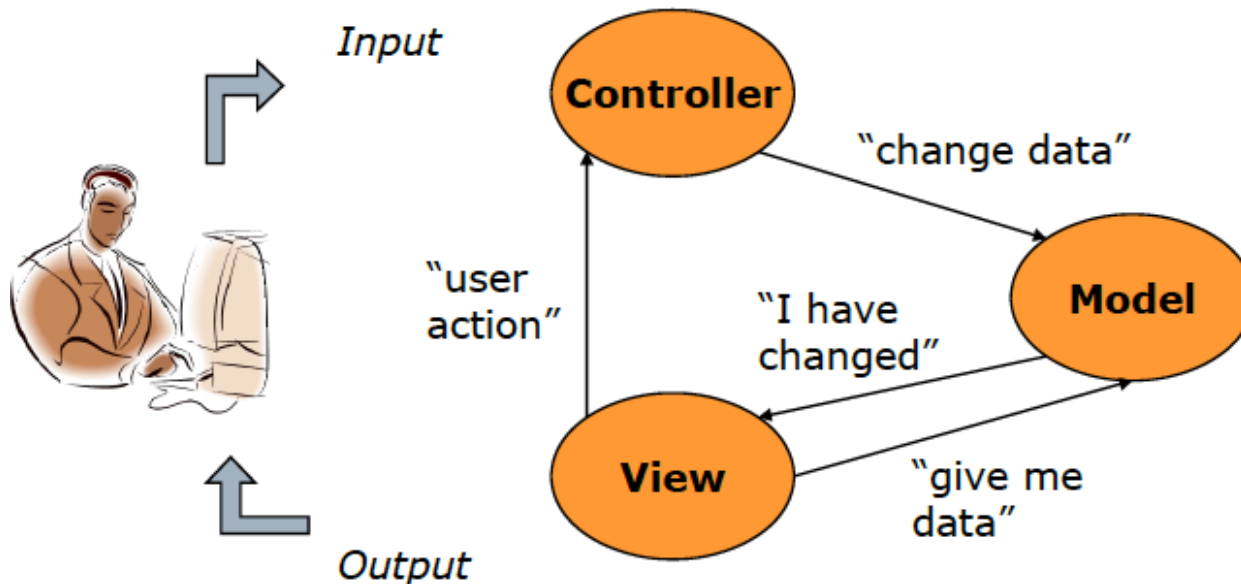 Input
Controller
“change data”
“user
action”
“I have
changed”
Model
View
“give me
data”
Output